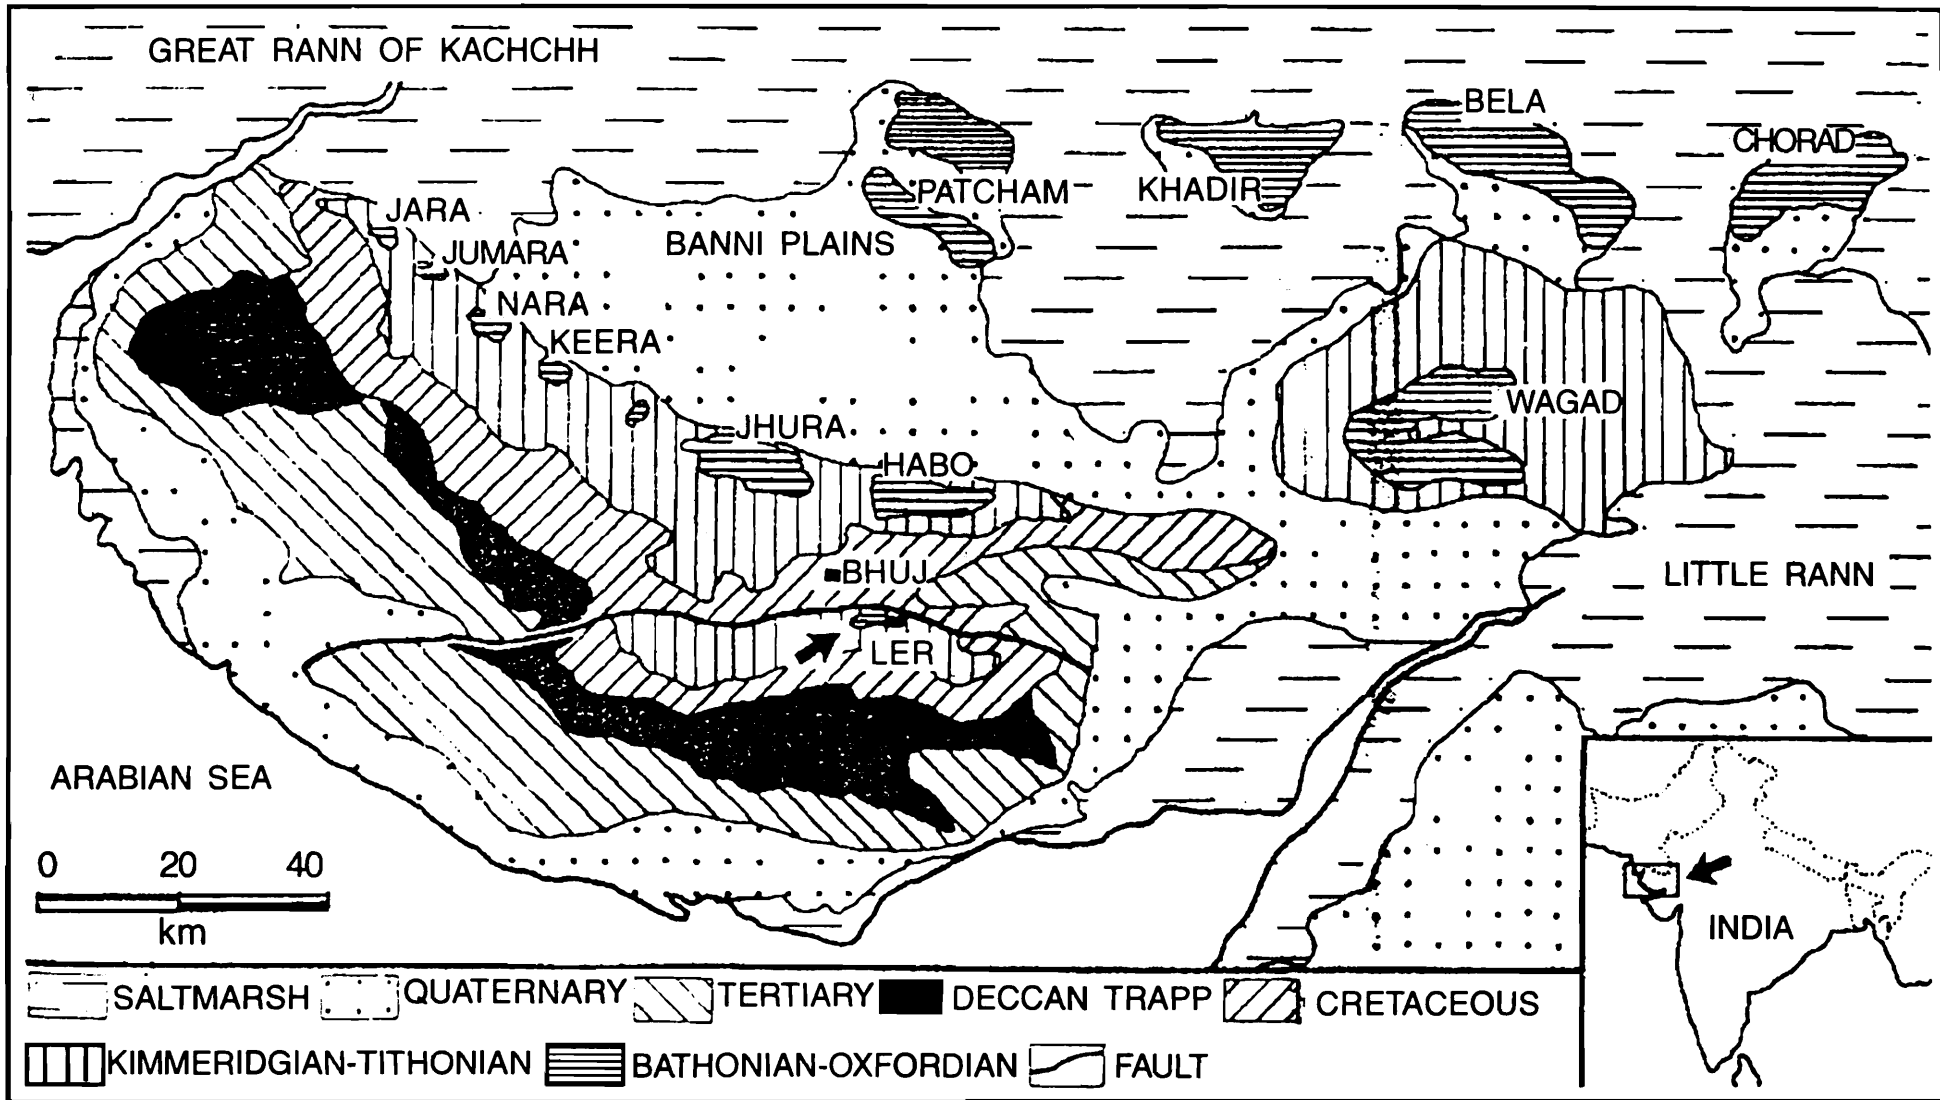 GREAT RANN OF KACHCHH
BELA
CHORAD
PATCHAM
KHADIR
JARA
BANNI PLAINS
JUMARA
NARA
KEERA
WAGAD
JHURA
HABO
BHUJ
LITTLE RANN
LER
ARABIAN SEA
0 20 40
km
INDIA
SALTMARSH QUATERNARY TERTIARY DECCAN TRAPP CRETACEOUS
KIMMERIDGIAN-TITHONIAN BATHONIAN-OXFORDIAN FAULT